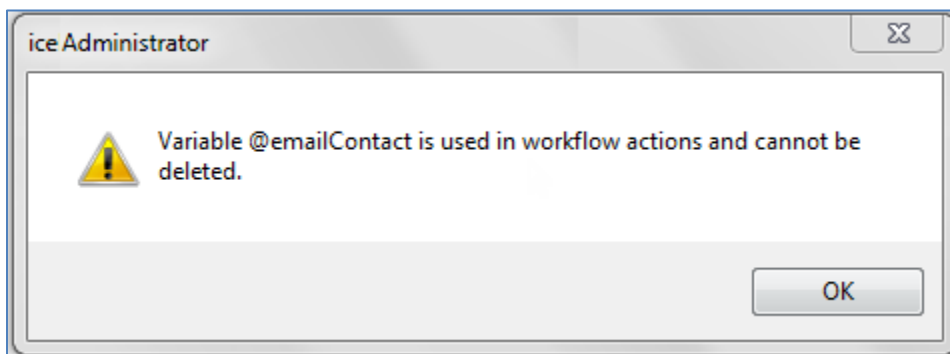 ice Administrator
Variable @emailContact is used in workflow actions and cannot be
deleted.
OK